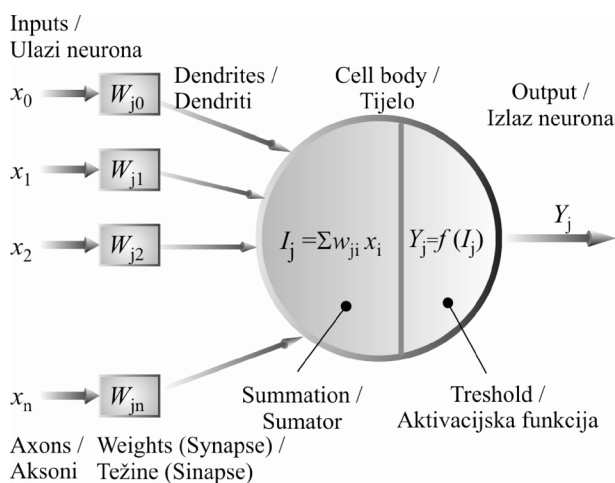 Inputs /
Ulazi neurona
x0
Wj0
Dendrites /
Dendriti
Cell body /
Tijelo
Output /
Izlaz neurona
x1
Wj1
x2
Wj2
Ij =Σwji xi
Yj=f (Ij)
Yj
xn
Wjn
Summation /
Sumator
Treshold /
Aktivacijska funkcija
Axons /
Aksoni
Weights (Synapse) /
Težine (Sinapse)